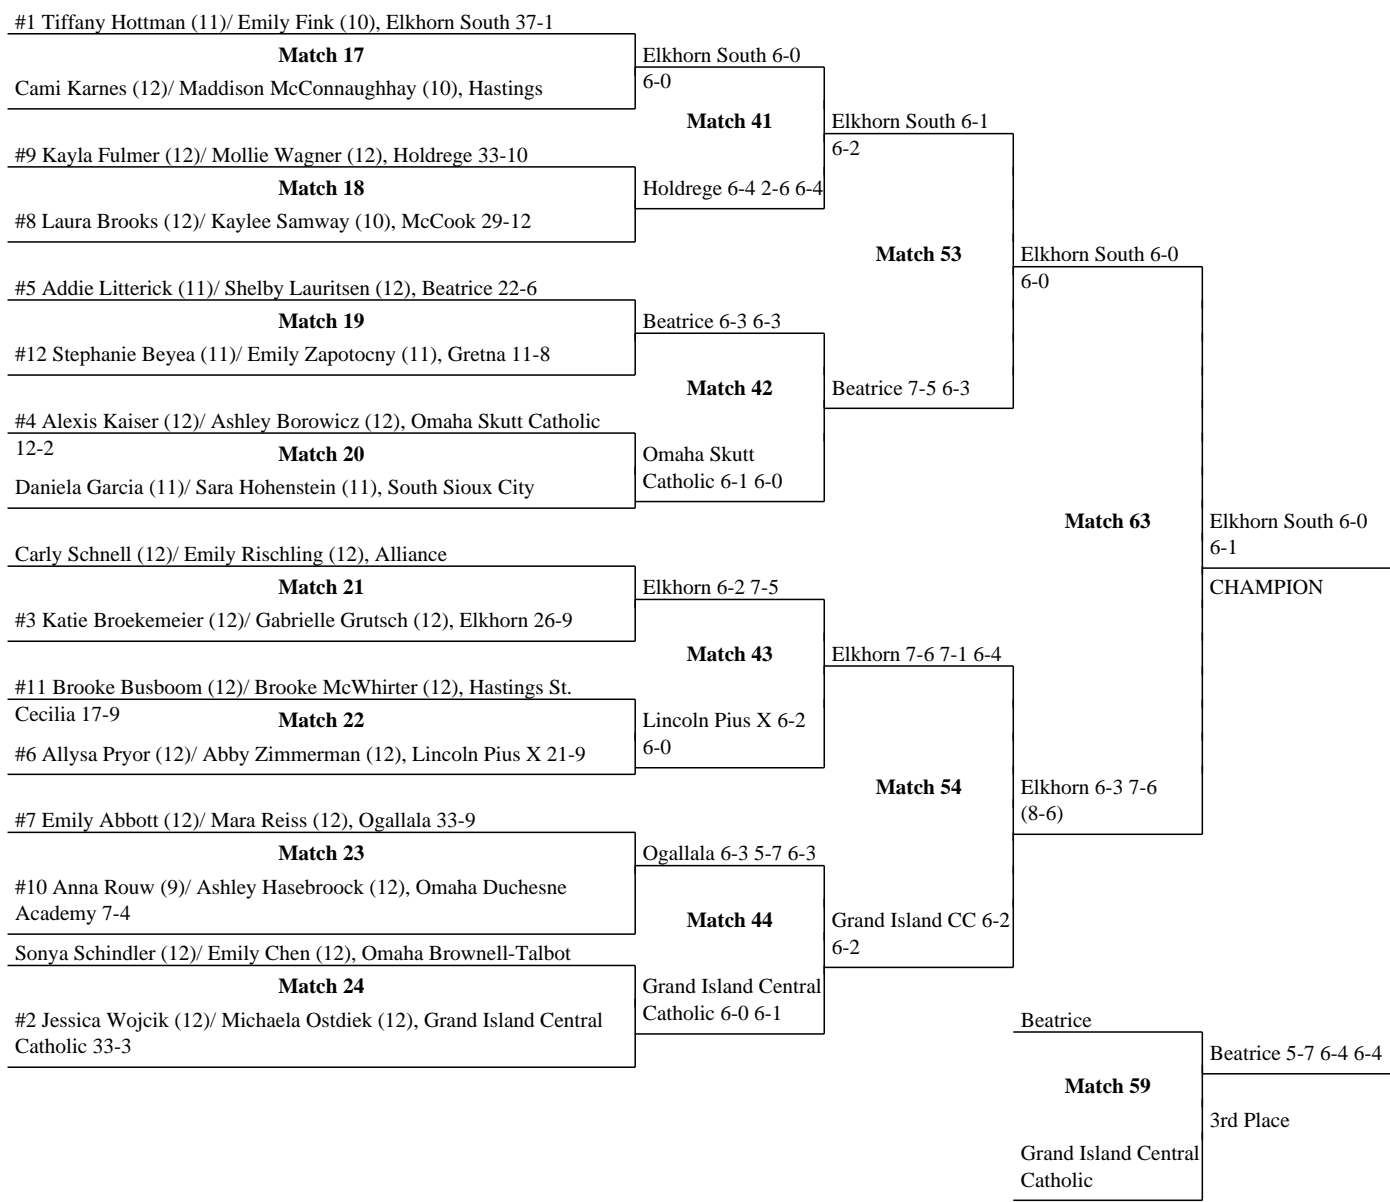 #1 Tiffany Hottman (11)/ Emily Fink (10), Elkhorn South 37-1
Match 17
Cami Karnes (12)/ Maddison McConnaughhay (10), Hastings
Elkhorn South 6-0
6-0
Match 41
#9 Kayla Fulmer (12)/ Mollie Wagner (12), Holdrege 33-10
Match 18
#8 Laura Brooks (12)/ Kaylee Samway (10), McCook 29-12
Holdrege 6-4 2-6 6-4
Elkhorn South 6-1
6-2
Match 53
#5 Addie Litterick (11)/ Shelby Lauritsen (12), Beatrice 22-6
Match 19
#12 Stephanie Beyea (11)/ Emily Zapotocny (11), Gretna 11-8
Beatrice 6-3 6-3
Match 42
#4 Alexis Kaiser (12)/ Ashley Borowicz (12), Omaha Skutt Catholic
12-2
Match 20
Daniela Garcia (11)/ Sara Hohenstein (11), South Sioux City
Omaha Skutt
Catholic 6-1 6-0
Beatrice 7-5 6-3
Elkhorn South 6-0
6-0
Match 63
Carly Schnell (12)/ Emily Rischling (12), Alliance
Match 21
#3 Katie Broekemeier (12)/ Gabrielle Grutsch (12), Elkhorn 26-9
Elkhorn 6-2 7-5
Match 43
#11 Brooke Busboom (12)/ Brooke McWhirter (12), Hastings St.
Cecilia 17-9
Match 22
#6 Allysa Pryor (12)/ Abby Zimmerman (12), Lincoln Pius X 21-9
Lincoln Pius X 6-2
6-0
Elkhorn 7-6 7-1 6-4
Match 54
#7 Emily Abbott (12)/ Mara Reiss (12), Ogallala 33-9
Match 23
#10 Anna Rouw (9)/ Ashley Hasebroock (12), Omaha Duchesne
Academy 7-4
Ogallala 6-3 5-7 6-3
Match 44
Sonya Schindler (12)/ Emily Chen (12), Omaha Brownell-Talbot
Match 24
#2 Jessica Wojcik (12)/ Michaela Ostdiek (12), Grand Island Central
Catholic 33-3
Grand Island Central
Catholic 6-0 6-1
Grand Island CC 6-2
6-2
Elkhorn 6-3 7-6
(8-6)
Elkhorn South 6-0
6-1
CHAMPION
Beatrice
Match 59
Grand Island Central
Catholic
Beatrice 5-7 6-4 6-4
3rd Place